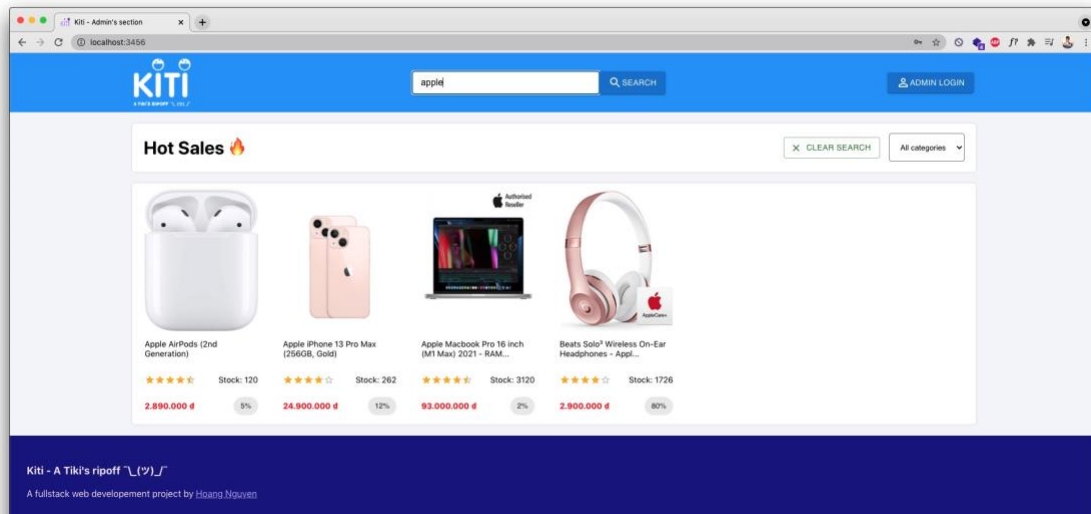 Kiti - Admin's section
localhost:3456
KiTi
A TIKI'S RIPOFF ¯\_(ツ)_/¯
apple
SEARCH
ADMIN LOGIN
Hot Sales 🔥
CLEAR SEARCH
All categories
Authorised
Reseller
AppleCare+
Apple AirPods (2nd
Generation)
Apple iPhone 13 Pro Max
(256GB, Gold)
Apple Macbook Pro 16 inch
(M1 Max) 2021 - RAM...
Beats Solo³ Wireless On-Ear
Headphones - Appl...
Stock: 120
Stock: 262
Stock: 3120
Stock: 1726
2.890.000 đ
5%
24.900.000 đ
12%
93.000.000 đ
2%
2.900.000 đ
80%
Kiti - A Tiki's ripoff ¯\_(ツ)_/¯
A fullstack web developement project by Hoang Nguyen